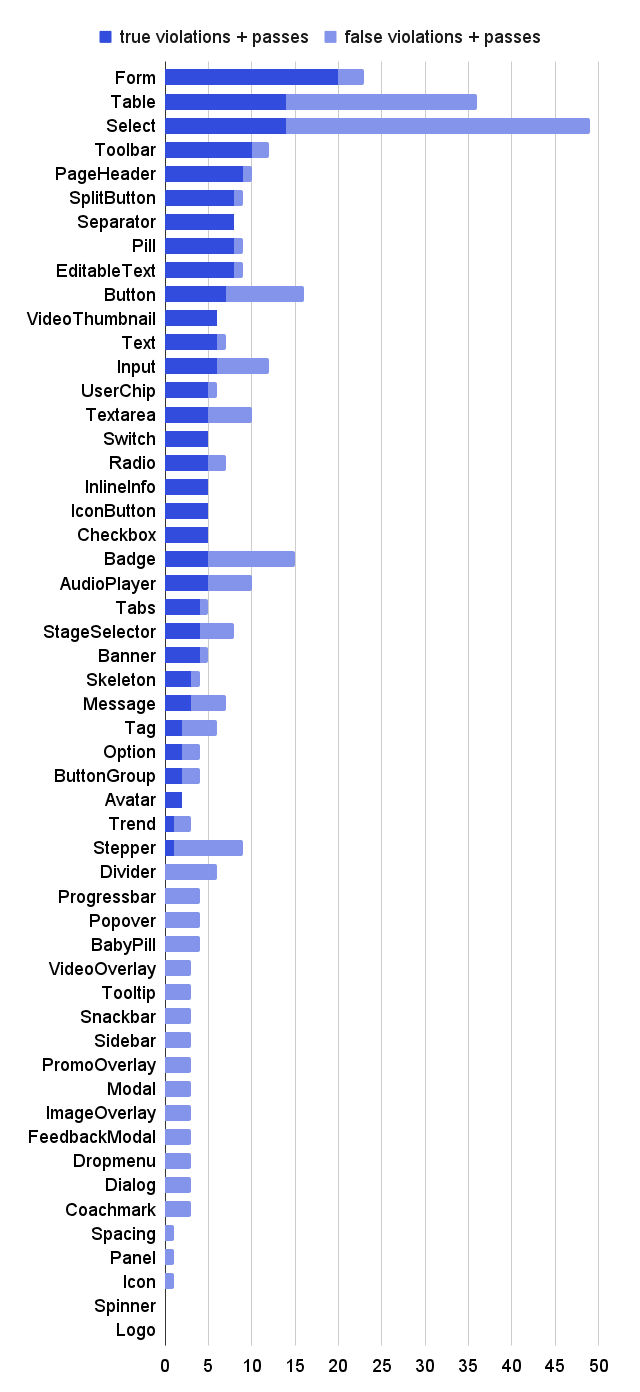 true violations + passes false violations + passes
Form
Table
Select
Toolbar
PageHeader
SplitButton
Separator
Pill
EditableText
Button
VideoThumbnail
Text
Input
UserChip
Textarea
Switch
Radio
InlineInfo
IconButton
Checkbox
Badge
AudioPlayer
Tabs
StageSelector
Banner
Skeleton
Message
Tag
Option
ButtonGroup
Avatar
Trend
Stepper
Divider
Progressbar
Popover
BabyPill
VideoOverlay
Tooltip
Snackbar
Sidebar
PromoOverlay
Modal
ImageOverlay
FeedbackModal
Dropmenu
Dialog
Coachmark
Spacing
Panel
Icon
Spinner
Logo
0 5 10 15 20 25 30 35 40 45 50